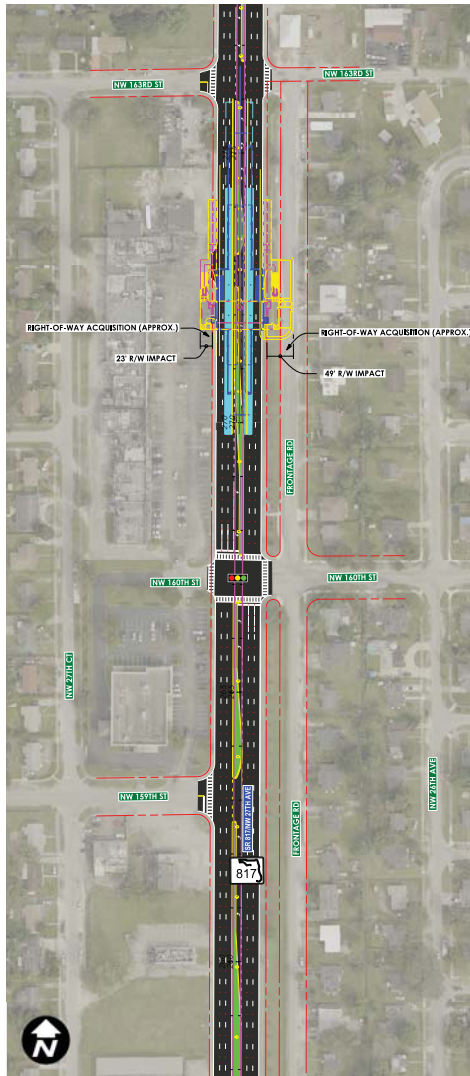 NW 163RD ST
NW 163RD ST
RIGHT-OF-WAY ACQUISITION (APPROX.)
RIGHT-OF-WAY ACQUISITION (APPROX.)
23' R/W IMPACT
49' R/W IMPACT
FRONTAGE RD
NW 160TH ST
NW 160TH ST
NW 27TH CT
NW 26TH AVE
NW 159TH ST
SR 817/NW 27TH AVE
FRONTAGE RD
817
N